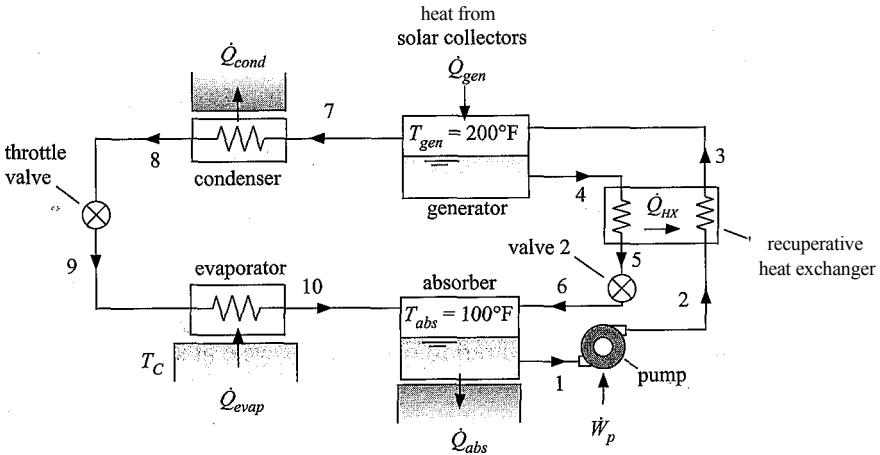 heat from
solar collectors
Q̇cond
Q̇gen
7
8
Tgen = 200°F
3
throttle
valve
condenser
4
generator
Q̇HX
valve 2
5
recuperative
heat exchanger
9
evaporator
10
absorber
6
2
Tabs = 100°F
TC
1
pump
Q̇evap
Ẇp
Q̇abs